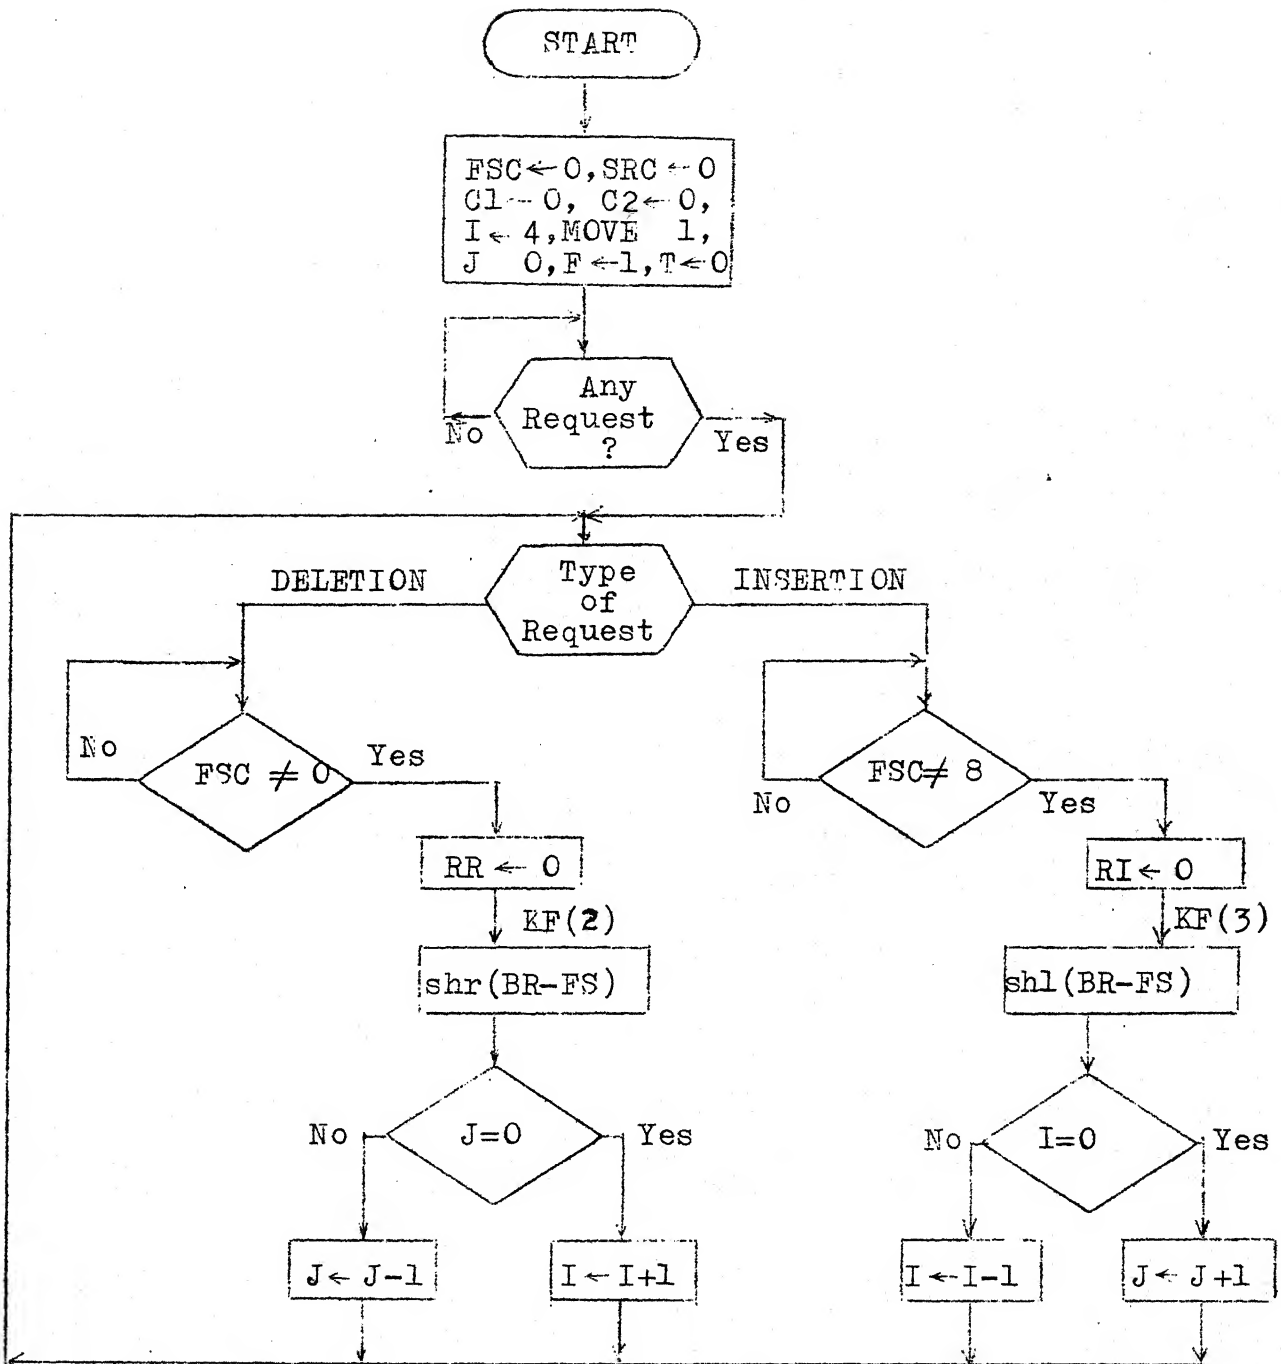 START
FSC←0,SRC←0
C1←0, C2←0,
I←4,MOVE 1,
J 0,F←1,T←0
Any
Request
?
No
Yes
DELETION
Type
of
Request
INSERTION
No
FSC ≠ 0
Yes
No
FSC≠ 8
Yes
RR ← 0
RI← 0
KF(2)
KF(3)
shr(BR-FS)
shl(BR-FS)
No
J=0
Yes
No
I=0
Yes
J← J-1
I←I+1
I←I-1
J← J+1